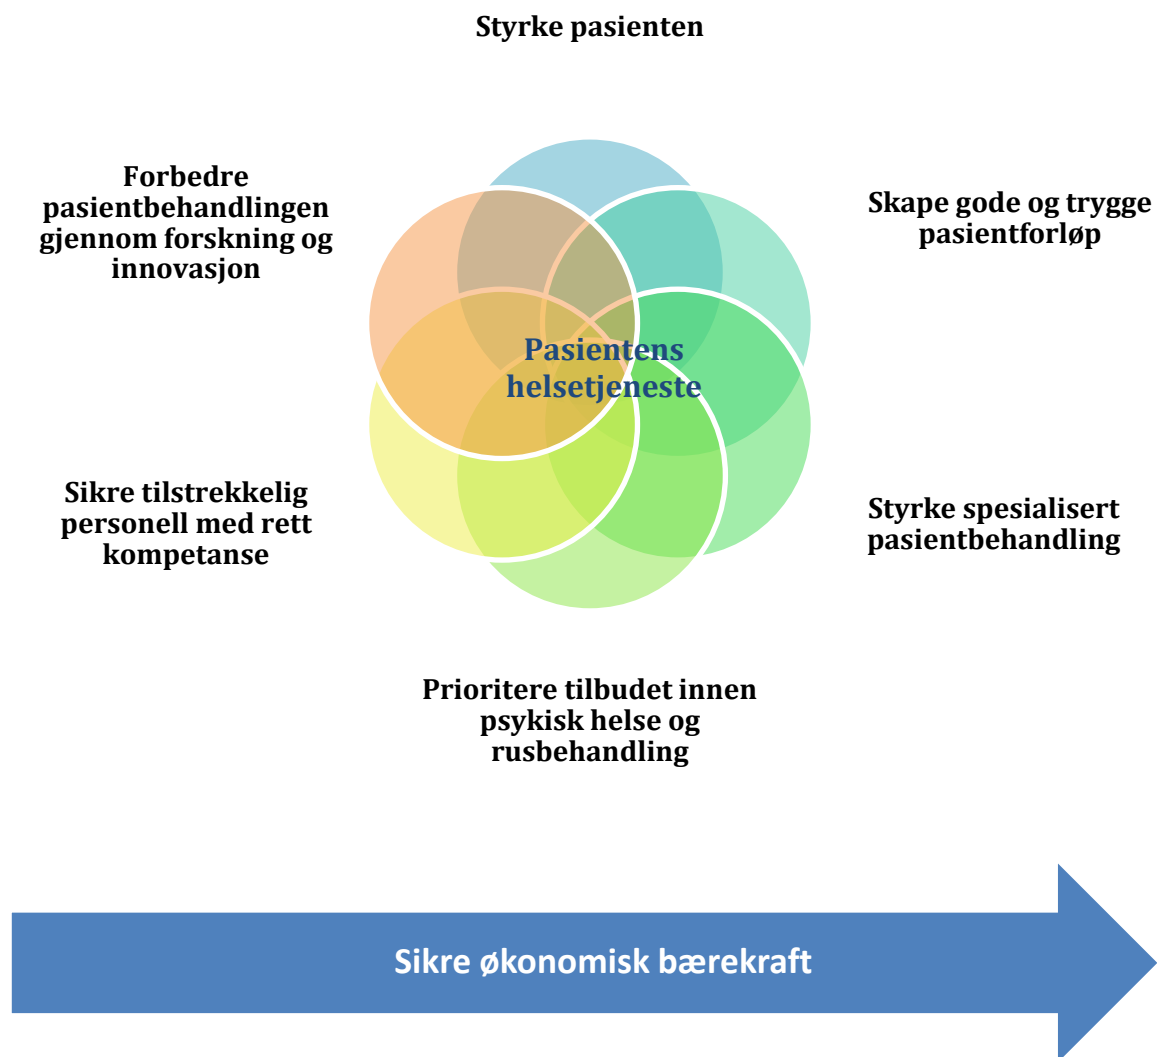 Styrke pasienten
Forbedre
pasientbehandlingen
gjennom forskning og
innovasjon
Skape gode og trygge
pasientforløp
Pasientens
helsetjeneste
Sikre tilstrekkelig
personell med rett
kompetanse
Styrke spesialisert
pasientbehandling
Prioritere tilbudet innen
psykisk helse og
rusbehandling
Sikre økonomisk bærekraft